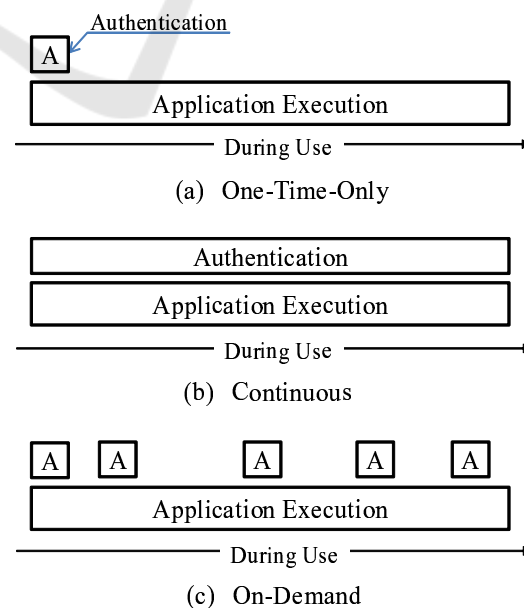 Authentication
A
Application Execution
During Use
(a) One-Time-Only
Authentication
Application Execution
During Use
(b) Continuous
A A A A A
Application Execution
During Use
(c) On-Demand